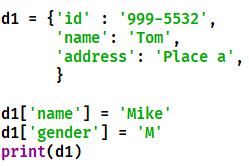 d1 = {'id' : '999-5532',
'name': 'Tom',
'address': 'Place a',
}
d1['name'] = 'Mike'
d1['gender'] = 'M'
print(d1)